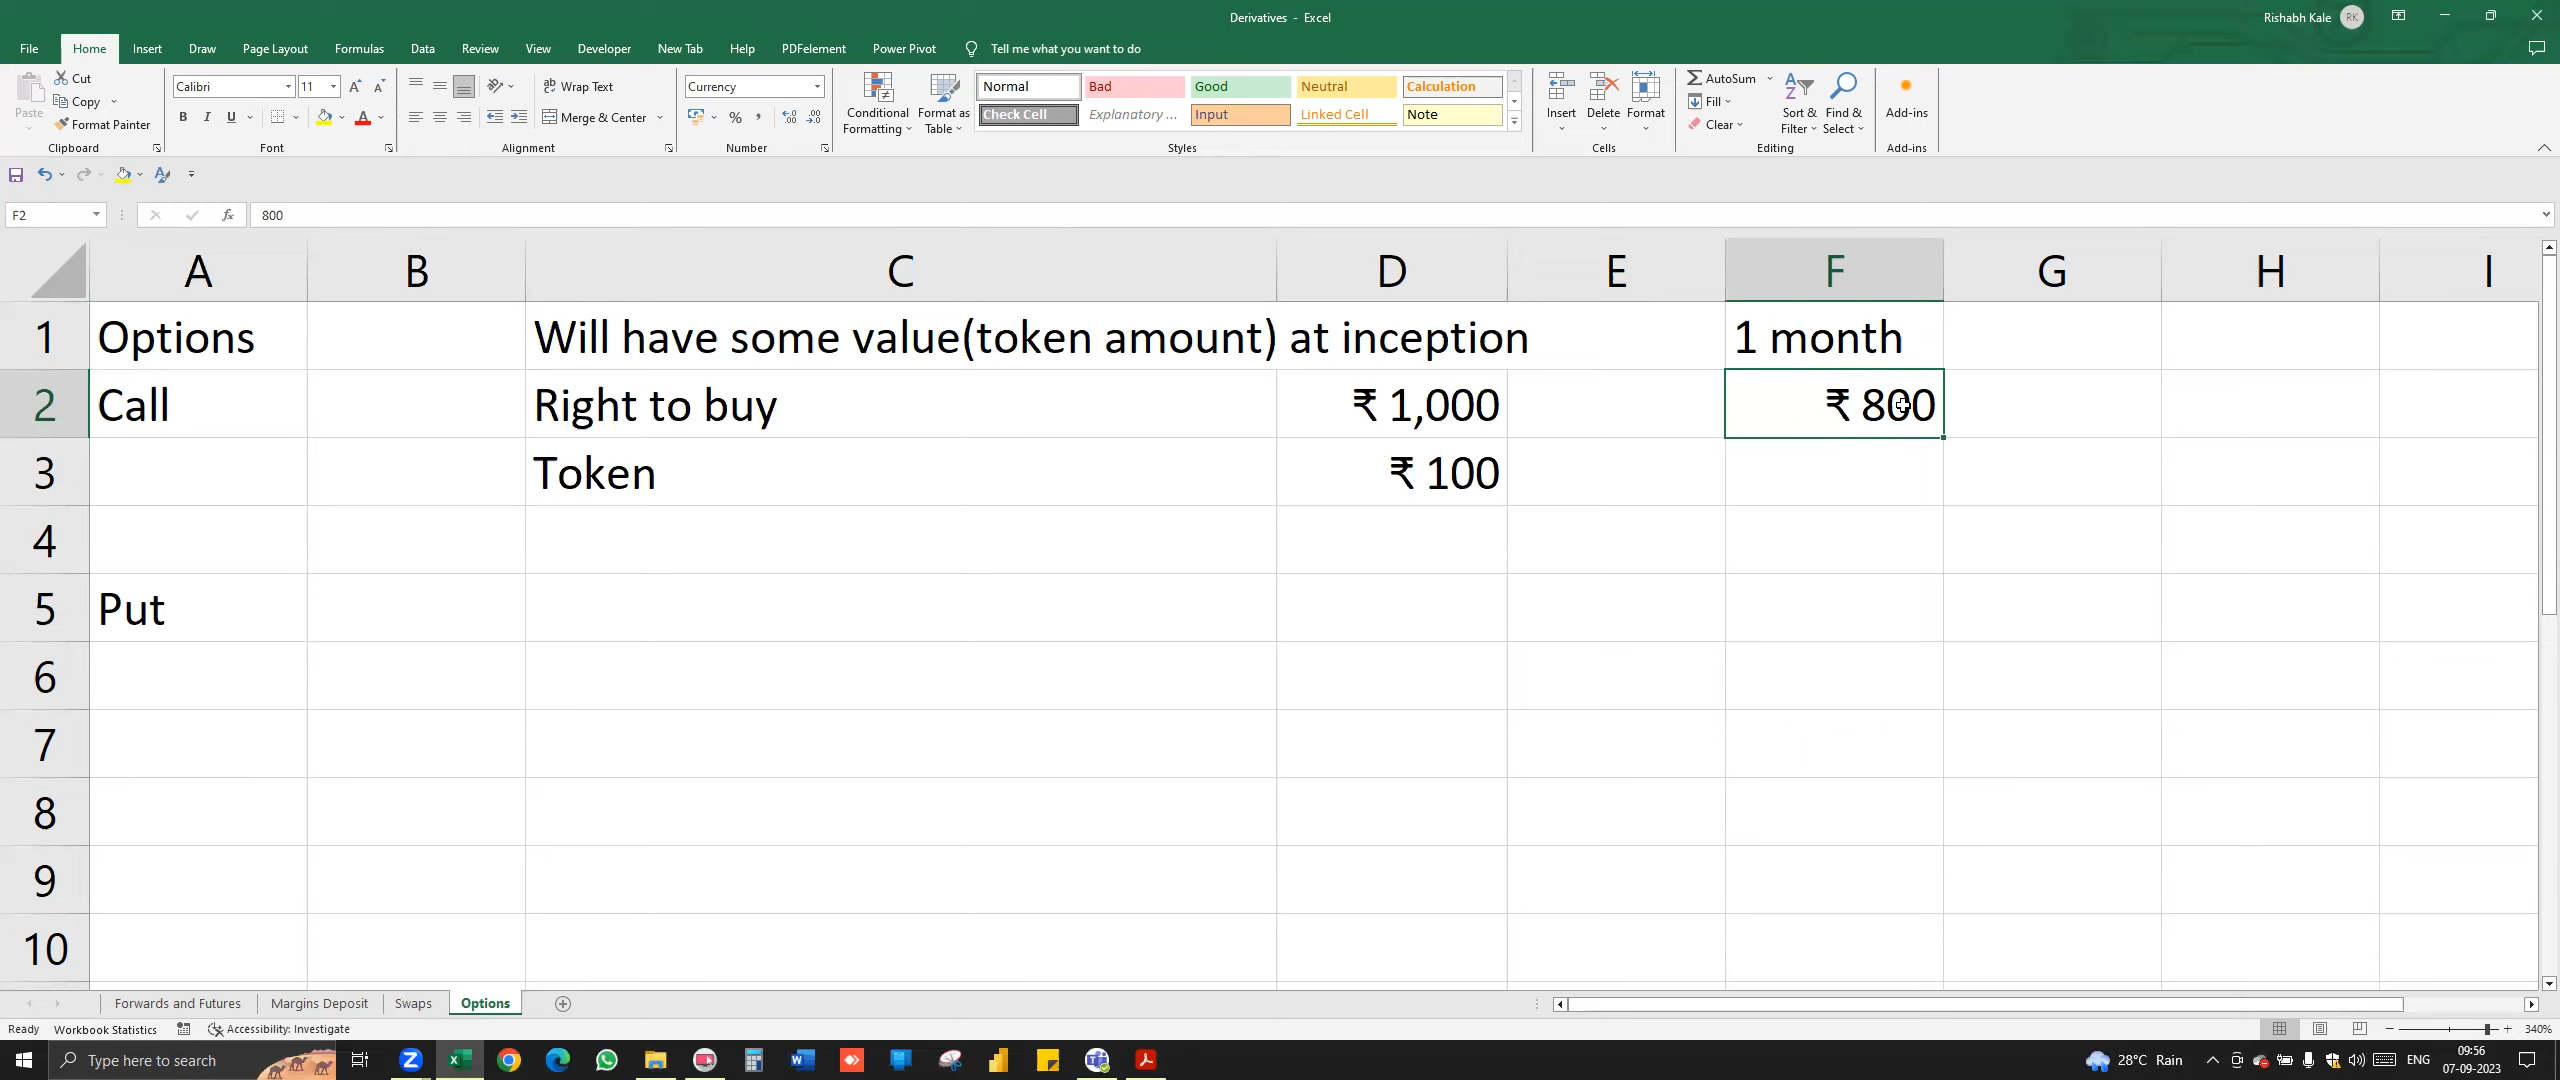 Derivatives - Excel
Rishabh Kale RK
File Home Insert Draw Page Layout Formulas Data Review View Developer New Tab Help PDFelement Power Pivot Tell me what you want to do
Paste
Cut
Copy
Format Painter
Clipboard
Calibri 11
B I U
Font
Wrap Text
Merge & Center
Alignment
Currency
%
Number
Conditional Formatting
Format as Table
Normal Bad Good Neutral Calculation
Check Cell Explanatory ... Input Linked Cell Note
Styles
Insert Delete Format
Cells
AutoSum
Fill
Clear
Sort & Filter
Find & Select
Editing
Add-ins
Add-ins
F2 fx 800
A B C D E F G H I
1 Options Will have some value(token amount) at inception 1 month
2 Call Right to buy ₹ 1,000 ₹ 800
3 Token ₹ 100
4
5 Put
6
7
8
9
10
Forwards and Futures Margins Deposit Swaps Options
Ready Workbook Statistics Accessibility: Investigate 340%
Type here to search 28°C Rain ENG
09:56
07-09-2023